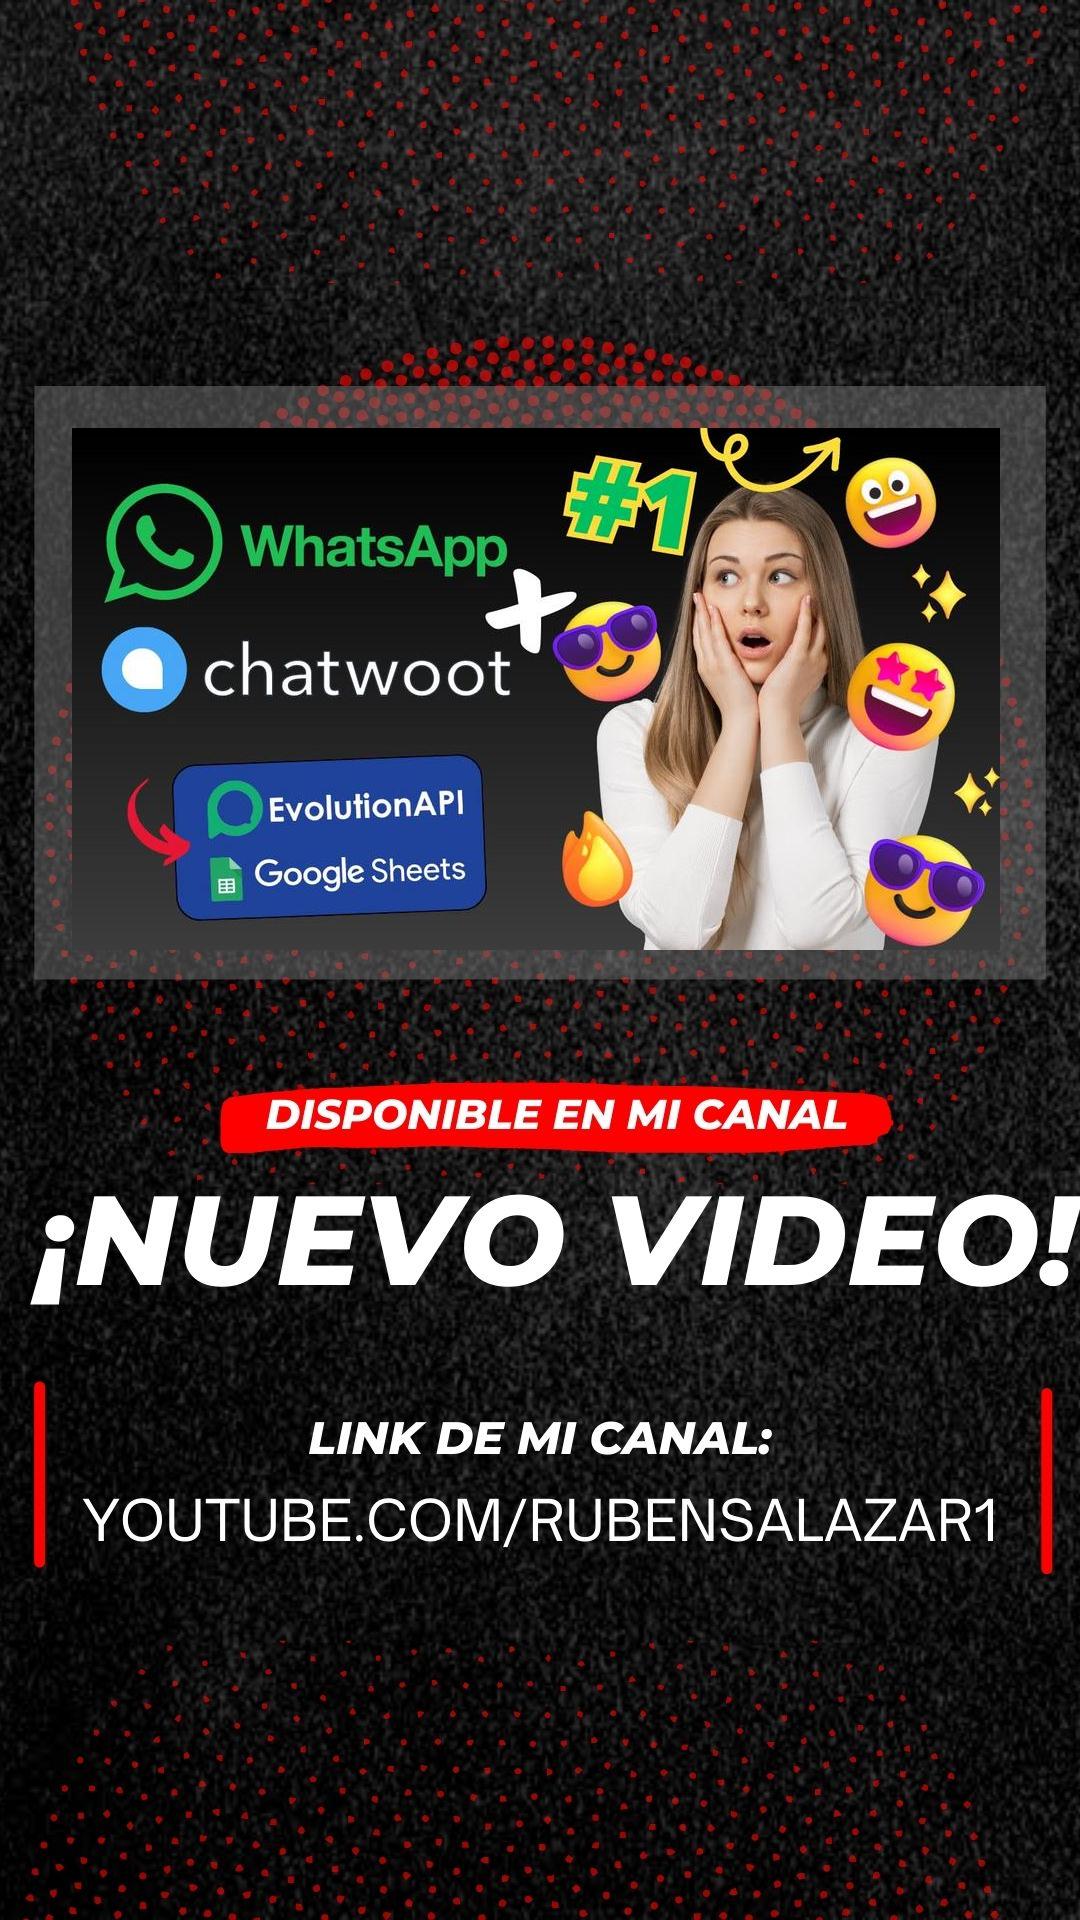 #1
WhatsApp
chatwoot
EvolutionAPI
Google Sheets
DISPONIBLE EN MI CANAL
¡NUEVO VIDEO!
LINK DE MI CANAL:
YOUTUBE.COM/RUBENSALAZAR1